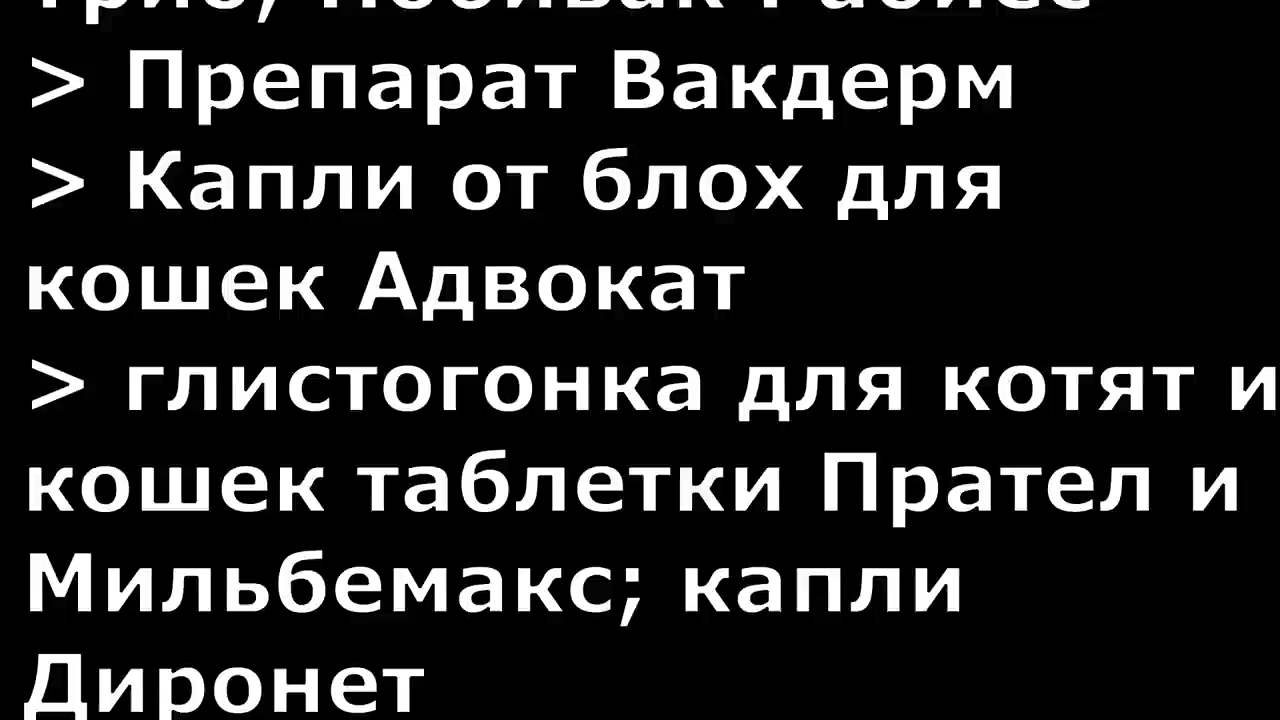 > Препарат Вакдерм
> Капли от блох для
кошек Адвокат
> глистогонка для котят и
кошек таблетки Прател и
Мильбемакс; капли
Диронет